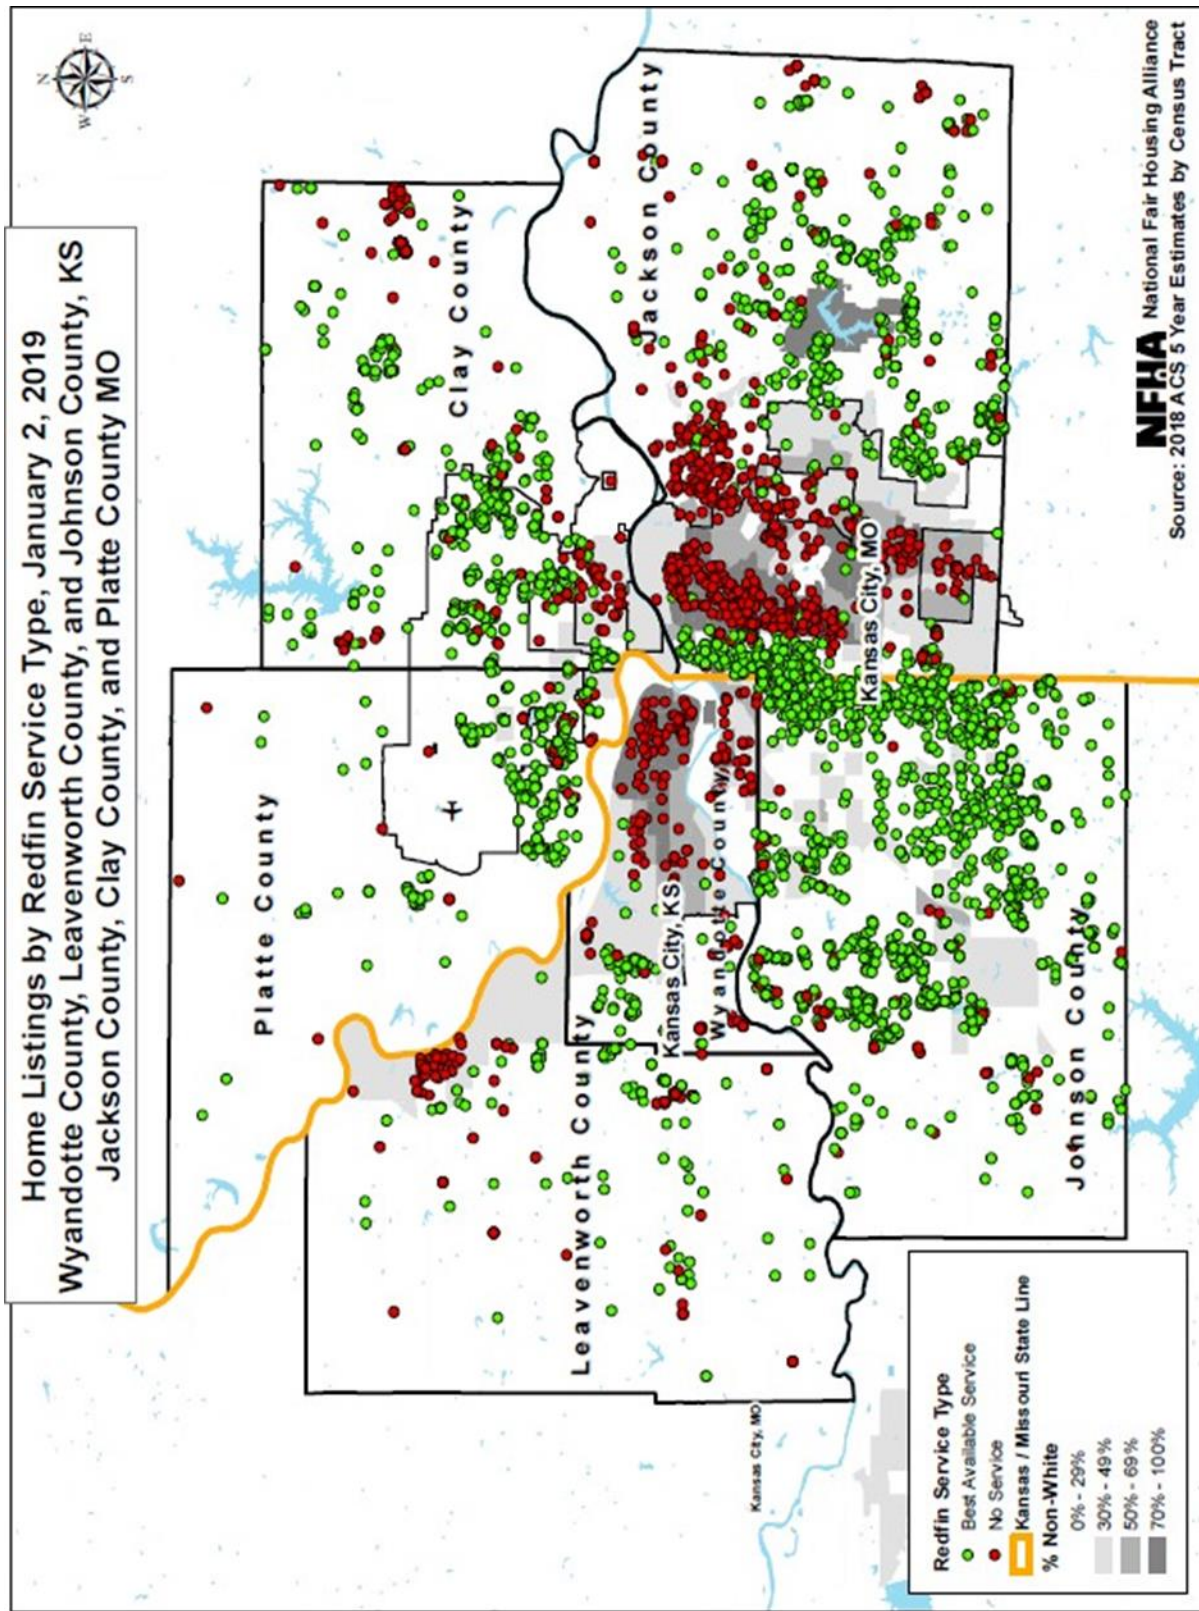 Home Listings by Redfin Service Type, January 2, 2019
Wyandotte County, Leavenworth County, and Johnson County, KS
Jackson County, Clay County, and Platte County MO
N
W
E
S
Platte County
Clay County
Jackson County
Leavenworth County
Kansas City, KS
Wyandotte County
Kansas City, MO
Johnson County
Kansas City, MO
Redfin Service Type
Best Available Service
No Service
Kansas / Missouri State Line
% Non-White
0% - 29%
30% - 49%
50% - 69%
70% - 100%
NFHA National Fair Housing Alliance
Source: 2018 ACS 5 Year Estimates by Census Tract